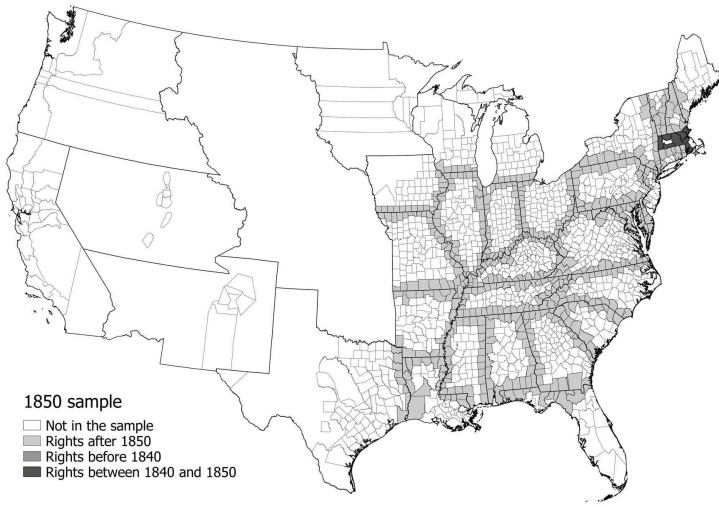 1850 sample
Not in the sample
Rights after 1850
Rights before 1840
Rights between 1840 and 1850